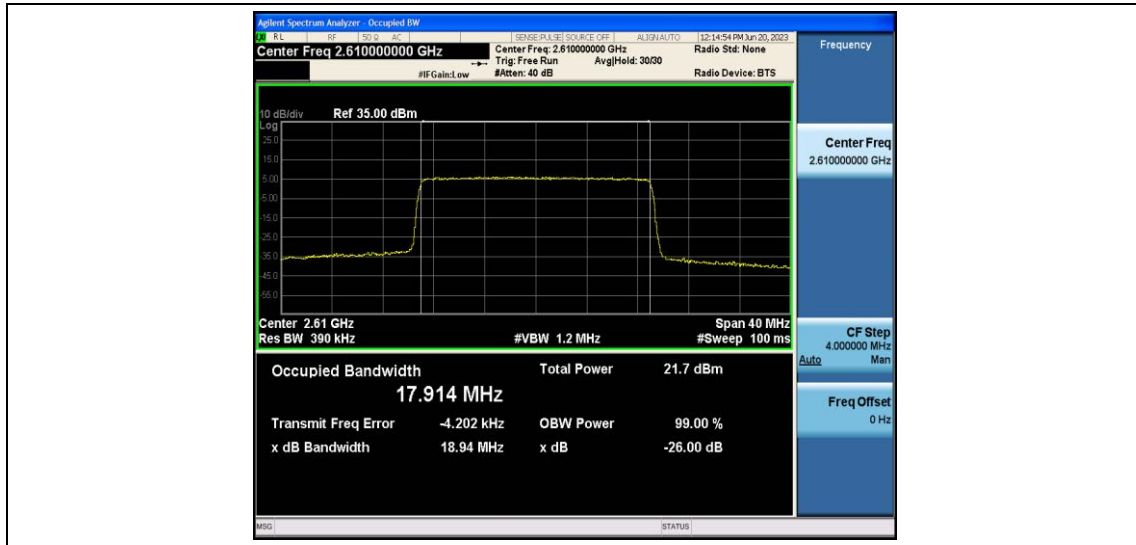 Agilent Spectrum Analyzer - Occupied BW
RL RF 50 Ω AC SENSE:PULSE SOURCE OFF ALIGN AUTO 12:14:54 PM Jun 20, 2023
Center Freq 2.610000000 GHz Center Freq: 2.610000000 GHz Radio Std: None
Trig: Free Run Avg|Hold: 30/30
#IFGain:Low #Atten: 40 dB Radio Device: BTS
Frequency
10 dB/div Ref 35.00 dBm
Log
25.0
15.0
5.00
-5.00
-15.0
-25.0
-35.0
-45.0
-55.0
Center 2.61 GHz Span 40 MHz
Res BW 390 kHz #VBW 1.2 MHz #Sweep 100 ms
Occupied Bandwidth Total Power 21.7 dBm
17.914 MHz
Transmit Freq Error -4.202 kHz OBW Power 99.00 %
x dB Bandwidth 18.94 MHz x dB -26.00 dB
Center Freq
2.610000000 GHz
CF Step
4.000000 MHz
Auto Man
Freq Offset
0 Hz
MSG STATUS